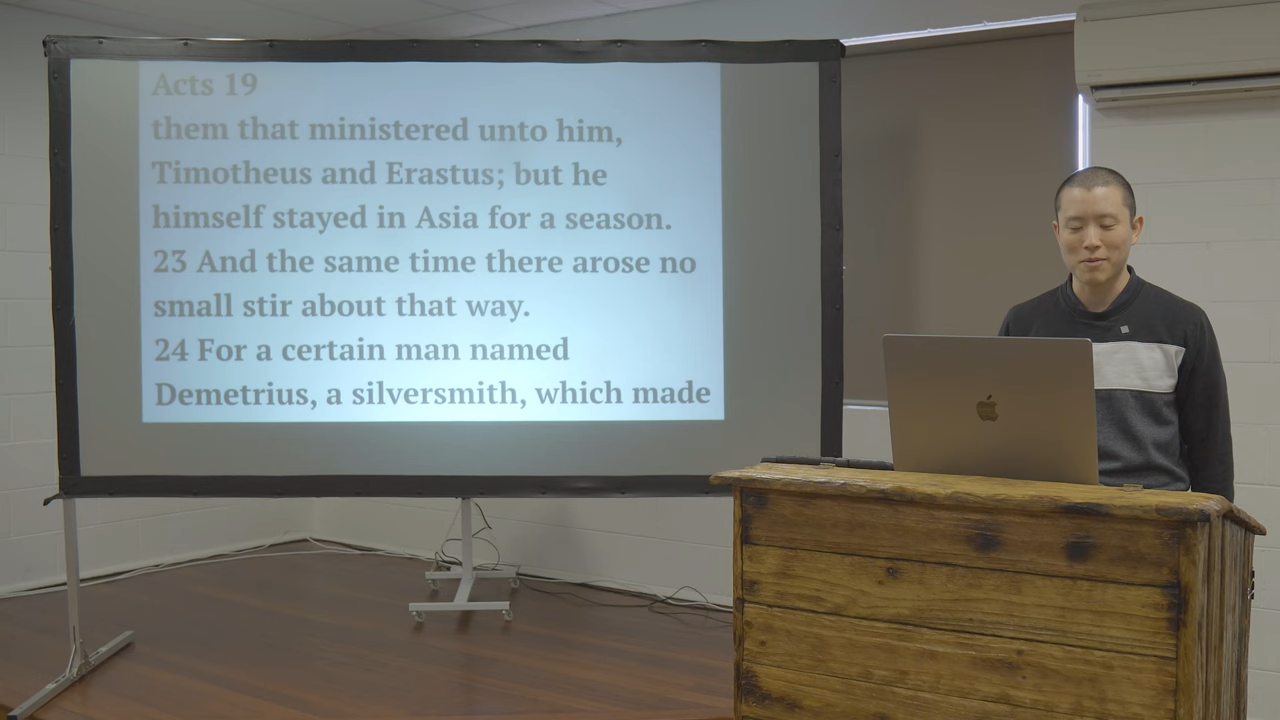 Acts 19
them that ministered unto him,
Timotheus and Erastus; but he
himself stayed in Asia for a season.
23 And the same time there arose no
small stir about that way.
24 For a certain man named
Demetrius, a silversmith, which made